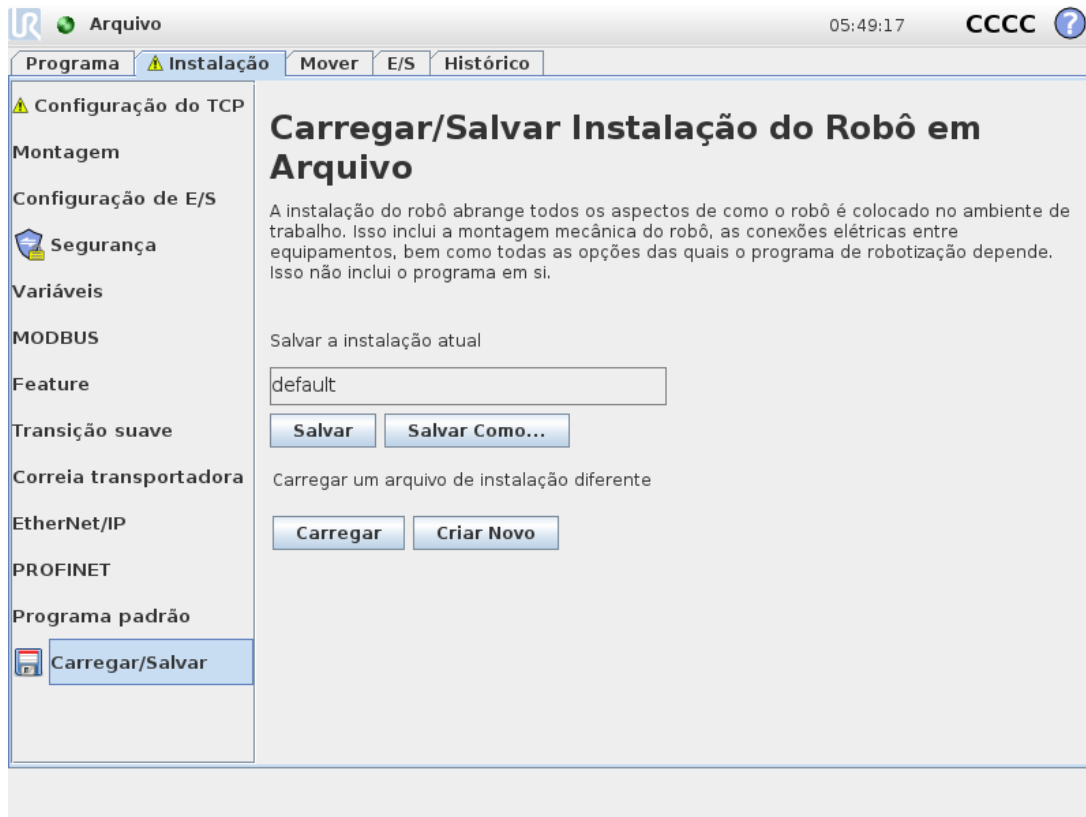 UR Arquivo 05:49:17 CCCC ?
Programa Instalação Mover E/S Histórico
Configuração do TCP
Montagem
Configuração de E/S
Segurança
Variáveis
MODBUS
Feature
Transição suave
Correia transportadora
EtherNet/IP
PROFINET
Programa padrão
Carregar/Salvar
Carregar/Salvar Instalação do Robô em
Arquivo
A instalação do robô abrange todos os aspectos de como o robô é colocado no ambiente de
trabalho. Isso inclui a montagem mecânica do robô, as conexões elétricas entre
equipamentos, bem como todas as opções das quais o programa de robotização depende.
Isso não inclui o programa em si.
Salvar a instalação atual
default
Salvar Salvar Como...
Carregar um arquivo de instalação diferente
Carregar Criar Novo